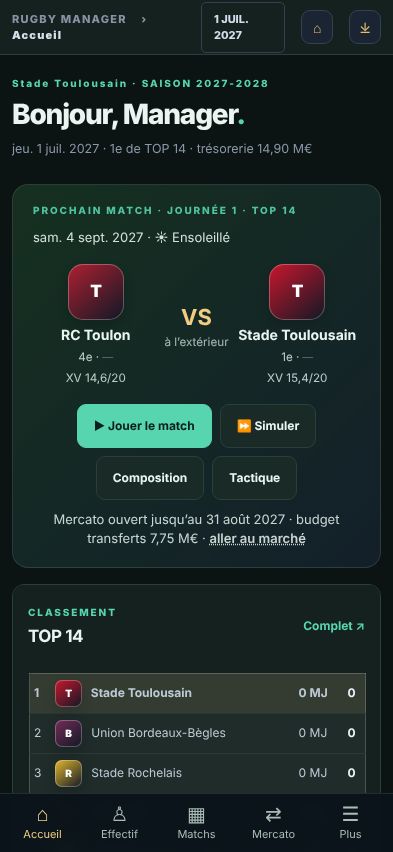 RUGBY MANAGER ›
Accueil
1 JUIL.
2027
Stade Toulousain · SAISON 2027-2028
Bonjour, Manager.
jeu. 1 juil. 2027 · 1e de TOP 14 · trésorerie 14,90 M€
PROCHAIN MATCH · JOURNÉE 1 · TOP 14
sam. 4 sept. 2027 · ☀ Ensoleillé
T
RC Toulon
4e · —
XV 14,6/20
VS
à l'extérieur
T
Stade Toulousain
1e · —
XV 15,4/20
▶ Jouer le match
⏩ Simuler
Composition
Tactique
Mercato ouvert jusqu'au 31 août 2027 · budget
transferts 7,75 M€ · aller au marché
CLASSEMENT
TOP 14
Complet ↗
1 T Stade Toulousain 0 MJ 0
2 B Union Bordeaux-Bègles 0 MJ 0
3 R Stade Rochelais 0 MJ 0
Accueil
Effectif
Matchs
Mercato
Plus